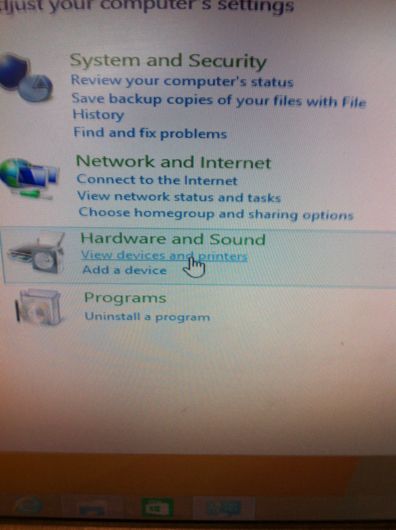 adjust your computer's settings
System and Security
Review your computer's status
Save backup copies of your files with File
History
Find and fix problems
Network and Internet
Connect to the Internet
View network status and tasks
Choose homegroup and sharing options
Hardware and Sound
View devices and printers
Add a device
Programs
Uninstall a program